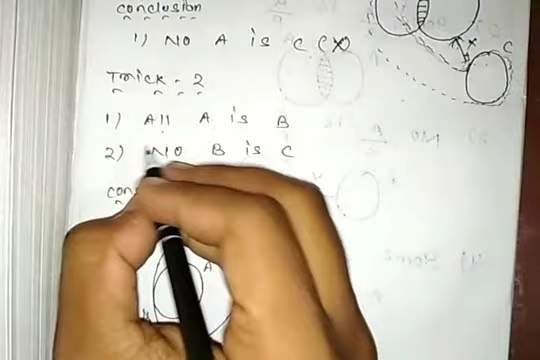 conclusion
1) No A is C (X)
C
Trick - 2
1) All A is B
2) No B is C
A